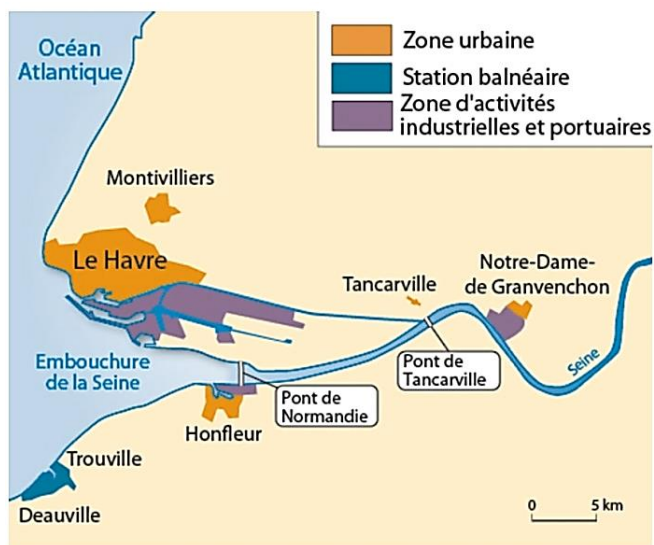 Océan
Atlantique
Zone urbaine
Station balnéaire
Zone d'activités
industrielles et portuaires
Montivilliers
Le Havre
Tancarville
Notre-Dame-
de Granvenchon
Embouchure
de la Seine
Pont de
Tancarville
Seine
Pont de
Normandie
Honfleur
Trouville
Deauville
0 5 km